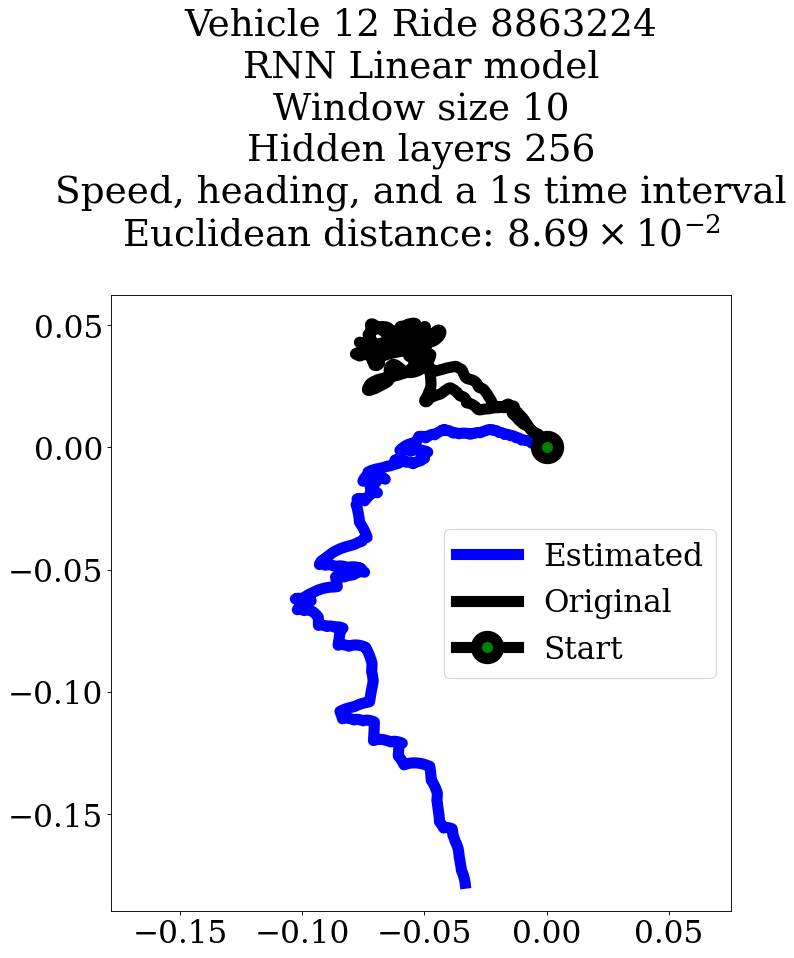 Vehicle 12 Ride 8863224
RNN Linear model
Window size 10
Hidden layers 256
Speed, heading, and a 1s time interval
Euclidean distance: 8.69 × 10⁻²
0.05
0.00
−0.05
−0.10
−0.15
Estimated
Original
Start
−0.15 −0.10 −0.05 0.00 0.05